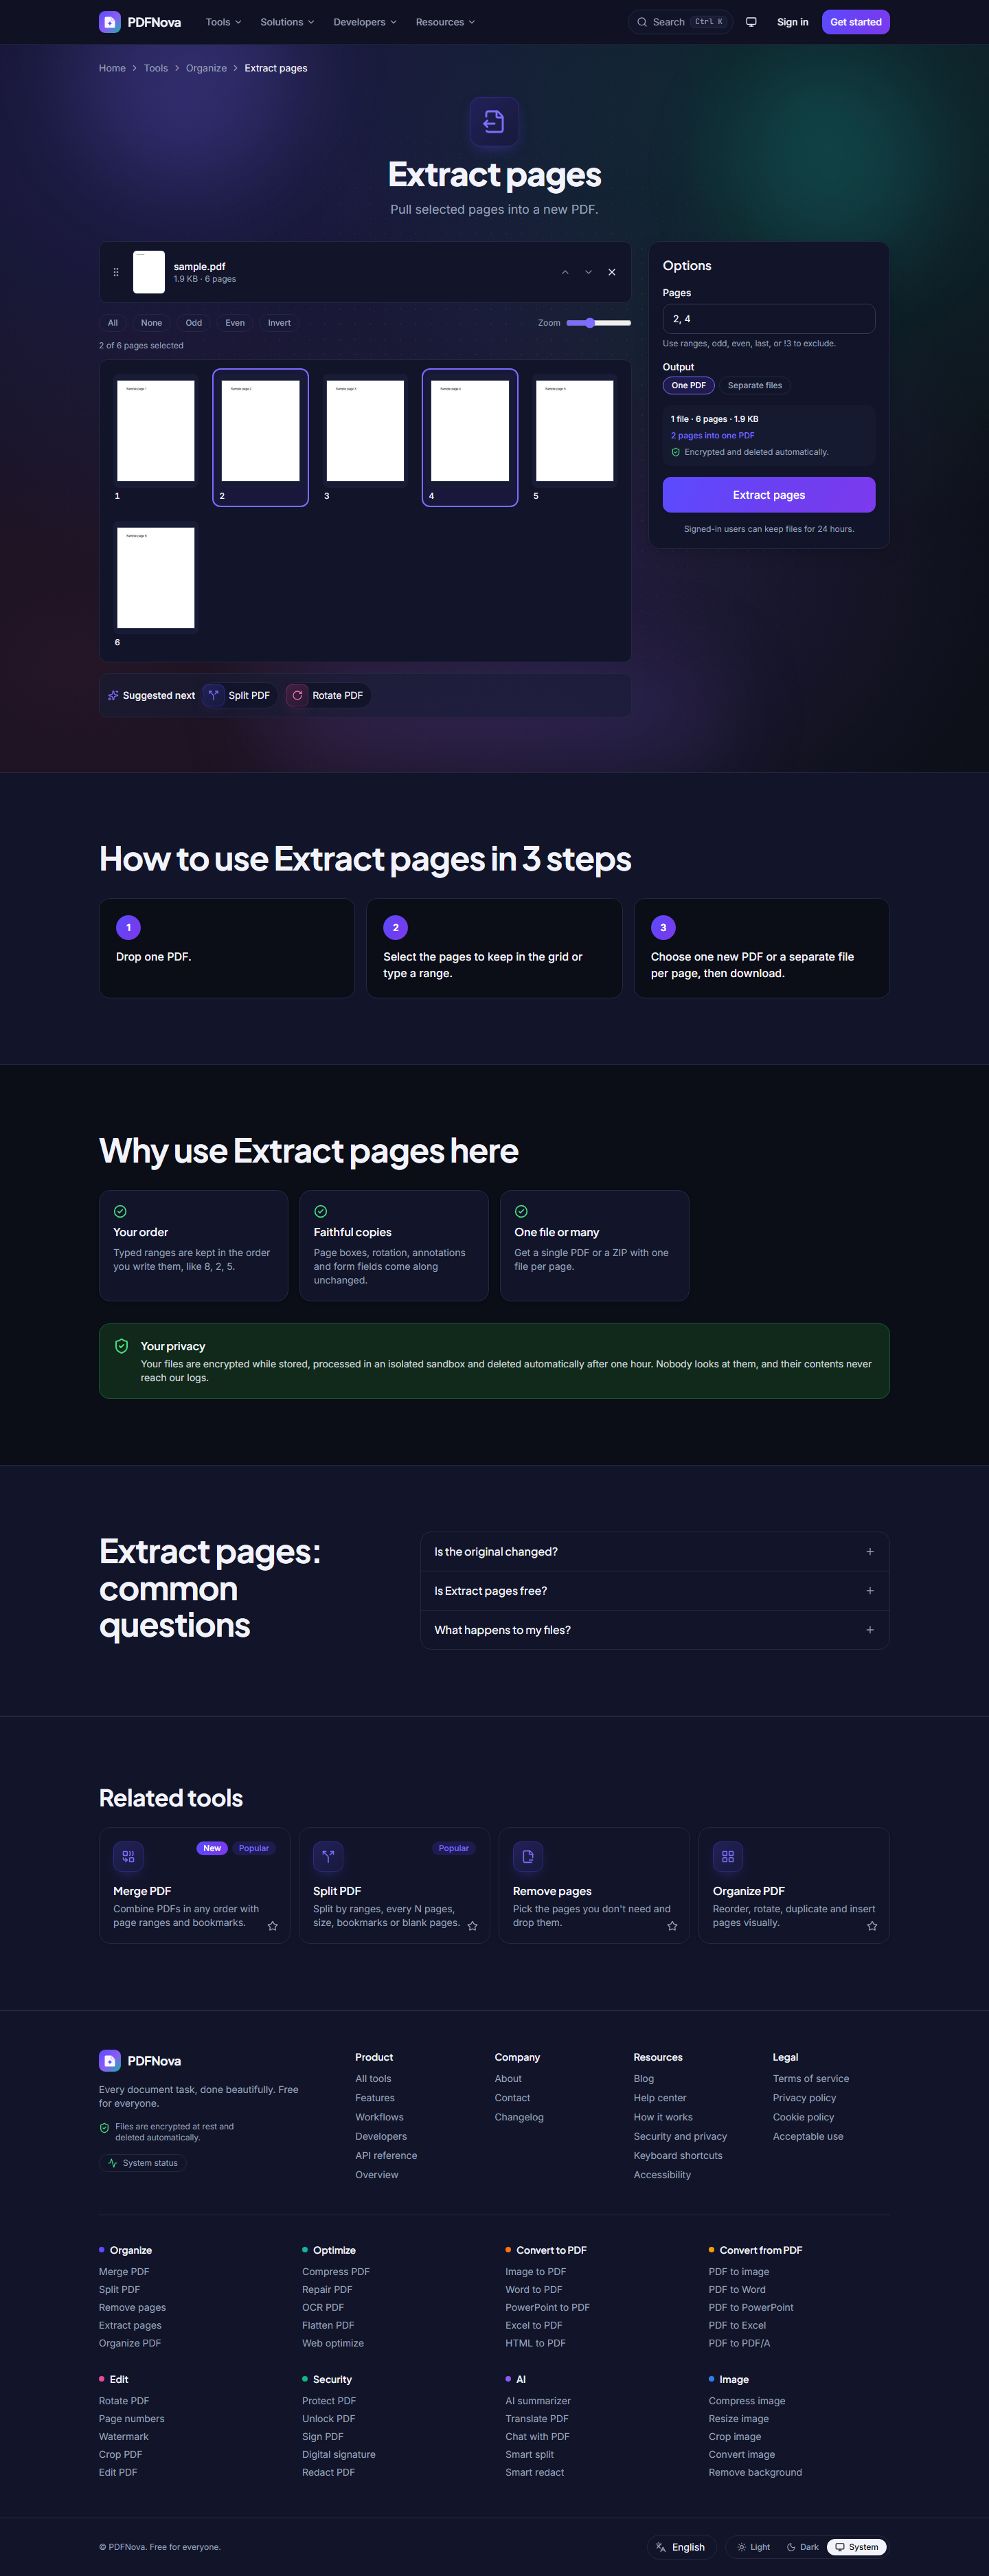 PDFNova
Tools
Solutions
Developers
Resources
Search Ctrl K
Sign in
Get started
Home > Tools > Organize > Extract pages
Extract pages
Pull selected pages into a new PDF.
sample.pdf
1.9 KB · 6 pages
All
None
Odd
Even
Invert
Zoom
2 of 6 pages selected
Sample page 1
Sample page 2
Sample page 3
Sample page 4
Sample page 5
1
2
3
4
5
Sample page 6
6
Suggested next
Split PDF
Rotate PDF
Options
Pages
2, 4
Use ranges, odd, even, last, or !3 to exclude.
Output
One PDF
Separate files
1 file · 6 pages · 1.9 KB
2 pages into one PDF
Encrypted and deleted automatically.
Extract pages
Signed-in users can keep files for 24 hours.
How to use Extract pages in 3 steps
1
Drop one PDF.
2
Select the pages to keep in the grid or
type a range.
3
Choose one new PDF or a separate file
per page, then download.
Why use Extract pages here
Your order
Typed ranges are kept in the order
you write them, like 8, 2, 5.
Faithful copies
Page boxes, rotation, annotations
and form fields come along
unchanged.
One file or many
Get a single PDF or a ZIP with one
file per page.
Your privacy
Your files are encrypted while stored, processed in an isolated sandbox and deleted automatically after one hour. Nobody looks at them, and their contents never
reach our logs.
Extract pages:
common
questions
Is the original changed?
Is Extract pages free?
What happens to my files?
Related tools
New
Popular
Merge PDF
Combine PDFs in any order with
page ranges and bookmarks.
Popular
Split PDF
Split by ranges, every N pages,
size, bookmarks or blank pages.
Remove pages
Pick the pages you don't need and
drop them.
Organize PDF
Reorder, rotate, duplicate and insert
pages visually.
PDFNova
Every document task, done beautifully. Free
for everyone.
Files are encrypted at rest and
deleted automatically.
System status
Product
All tools
Features
Workflows
Developers
API reference
Overview
Company
About
Contact
Changelog
Resources
Blog
Help center
How it works
Security and privacy
Keyboard shortcuts
Accessibility
Legal
Terms of service
Privacy policy
Cookie policy
Acceptable use
Organize
Merge PDF
Split PDF
Remove pages
Extract pages
Organize PDF
Optimize
Compress PDF
Repair PDF
OCR PDF
Flatten PDF
Web optimize
Convert to PDF
Image to PDF
Word to PDF
PowerPoint to PDF
Excel to PDF
HTML to PDF
Convert from PDF
PDF to image
PDF to Word
PDF to PowerPoint
PDF to Excel
PDF to PDF/A
Edit
Rotate PDF
Page numbers
Watermark
Crop PDF
Edit PDF
Security
Protect PDF
Unlock PDF
Sign PDF
Digital signature
Redact PDF
AI
AI summarizer
Translate PDF
Chat with PDF
Smart split
Smart redact
Image
Compress image
Resize image
Crop image
Convert image
Remove background
© PDFNova. Free for everyone.
English
Light
Dark
System